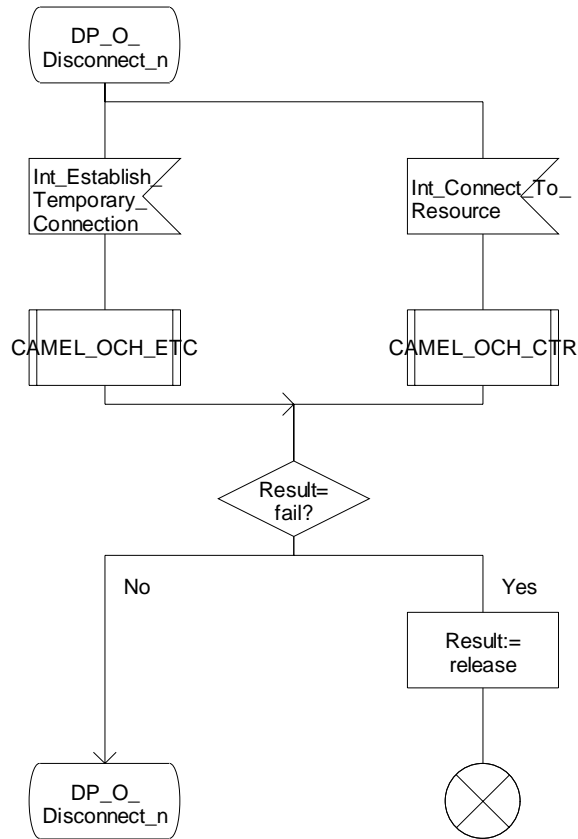 DP_O_
Disconnect_n
Int_Establish_
Temporary_
Connection
Int_Connect_To_
Resource
CAMEL_OCH_ETC
CAMEL_OCH_CTR
Result=
fail?
No
Yes
Result:=
release
DP_O_
Disconnect_n